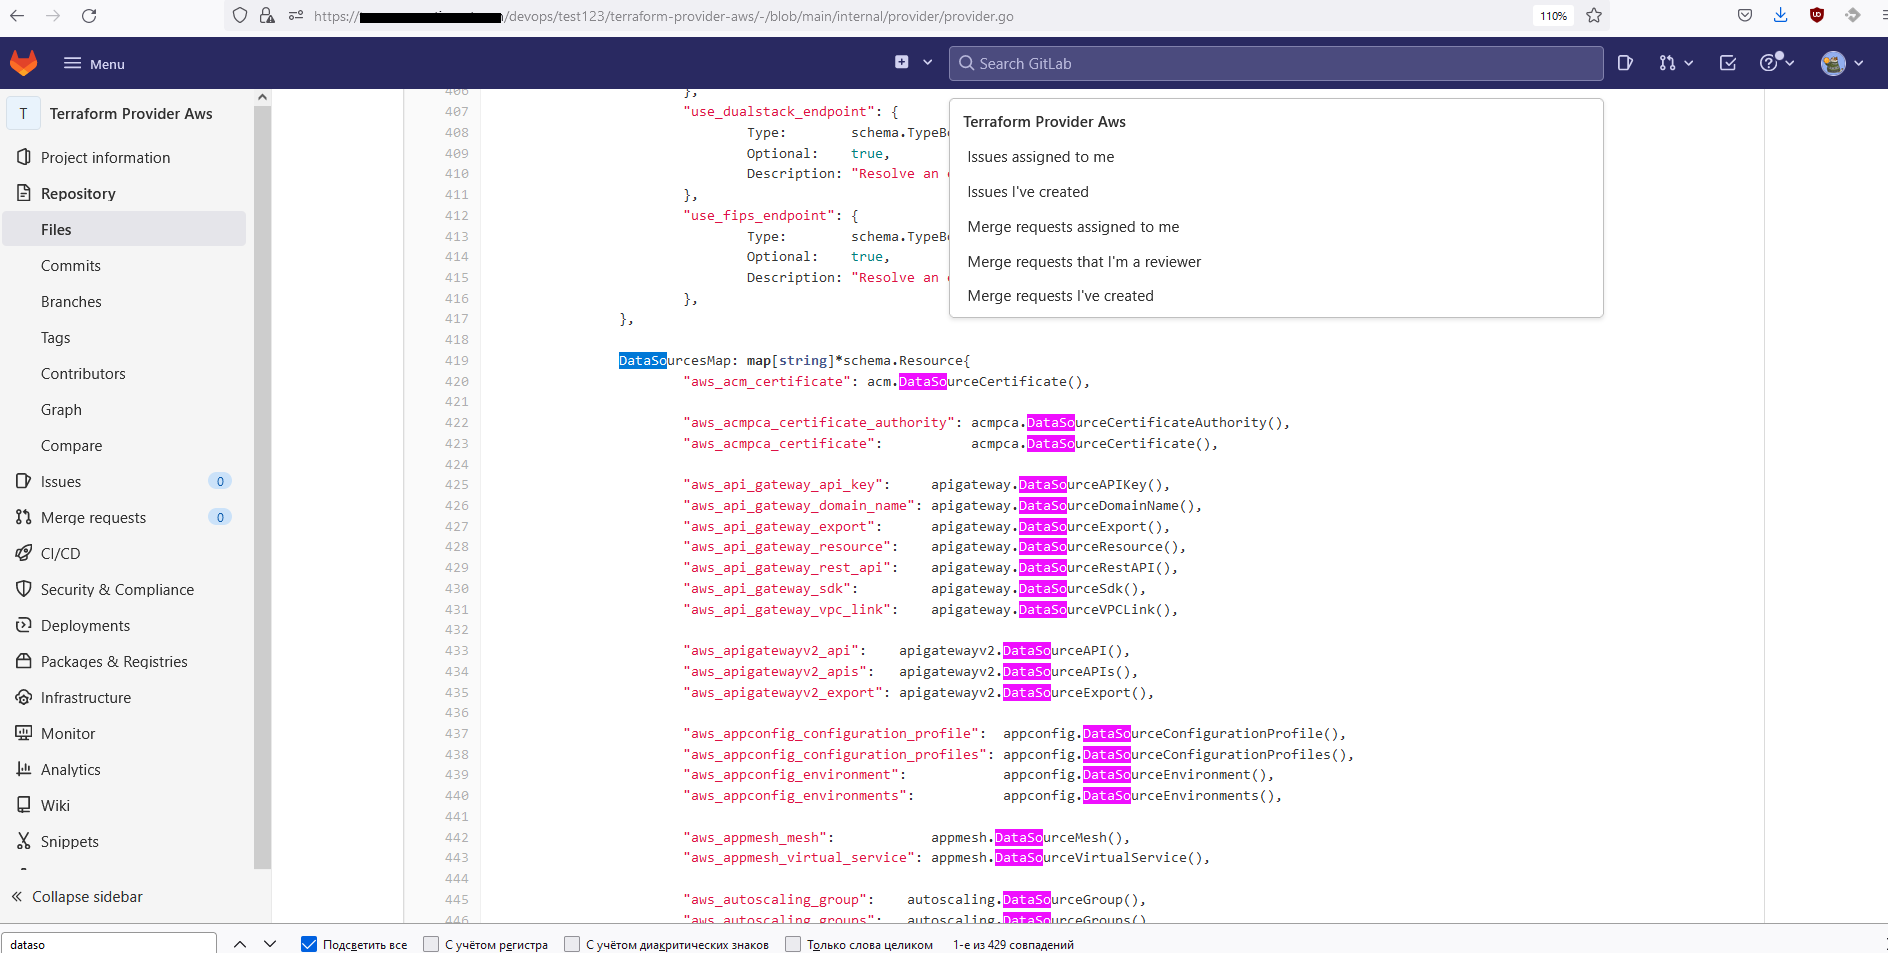 https://
/devops/test123/terraform-provider-aws/-/blob/main/internal/provider/provider.go
110%
Menu
Search GitLab
T Terraform Provider Aws
Project information
Repository
Files
Commits
Branches
Tags
Contributors
Graph
Compare
Issues 0
Merge requests 0
CI/CD
Security & Compliance
Deployments
Packages & Registries
Infrastructure
Monitor
Analytics
Wiki
Snippets
« Collapse sidebar
Terraform Provider Aws
Issues assigned to me
Issues I've created
Merge requests assigned to me
Merge requests that I'm a reviewer
Merge requests I've created
406 },
407 "use_dualstack_endpoint": {
408 Type: schema.TypeBo
409 Optional: true,
410 Description: "Resolve an
411 },
412 "use_fips_endpoint": {
413 Type: schema.TypeBo
414 Optional: true,
415 Description: "Resolve an
416 },
417 },
418
419 DataSourcesMap: map[string]*schema.Resource{
420 "aws_acm_certificate": acm.DataSourceCertificate(),
421
422 "aws_acmpca_certificate_authority": acmpca.DataSourceCertificateAuthority(),
423 "aws_acmpca_certificate": acmpca.DataSourceCertificate(),
424
425 "aws_api_gateway_api_key": apigateway.DataSourceAPIKey(),
426 "aws_api_gateway_domain_name": apigateway.DataSourceDomainName(),
427 "aws_api_gateway_export": apigateway.DataSourceExport(),
428 "aws_api_gateway_resource": apigateway.DataSourceResource(),
429 "aws_api_gateway_rest_api": apigateway.DataSourceRestAPI(),
430 "aws_api_gateway_sdk": apigateway.DataSourceSdk(),
431 "aws_api_gateway_vpc_link": apigateway.DataSourceVPCLink(),
432
433 "aws_apigatewayv2_api": apigatewayv2.DataSourceAPI(),
434 "aws_apigatewayv2_apis": apigatewayv2.DataSourceAPIs(),
435 "aws_apigatewayv2_export": apigatewayv2.DataSourceExport(),
436
437 "aws_appconfig_configuration_profile": appconfig.DataSourceConfigurationProfile(),
438 "aws_appconfig_configuration_profiles": appconfig.DataSourceConfigurationProfiles(),
439 "aws_appconfig_environment": appconfig.DataSourceEnvironment(),
440 "aws_appconfig_environments": appconfig.DataSourceEnvironments(),
441
442 "aws_appmesh_mesh": appmesh.DataSourceMesh(),
443 "aws_appmesh_virtual_service": appmesh.DataSourceVirtualService(),
444
445 "aws_autoscaling_group": autoscaling.DataSourceGroup(),
446 "aws_autoscaling_groups": autoscaling.DataSourceGroups()
dataso
Подсветить все
С учётом регистра
С учётом диакритических знаков
Только слова целиком
1-е из 429 совпадений